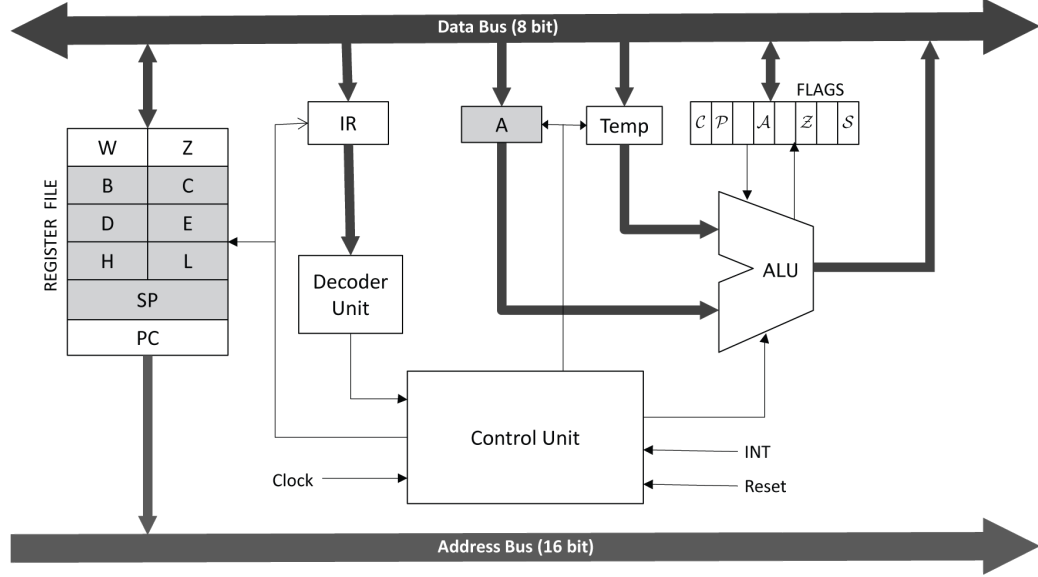 Data Bus (8 bit)
FLAGS
IR
A
Temp
C P A Z S
REGISTER FILE
W Z
B C
D E
H L
SP
PC
Decoder
Unit
ALU
Control Unit
INT
Clock
Reset
Address Bus (16 bit)